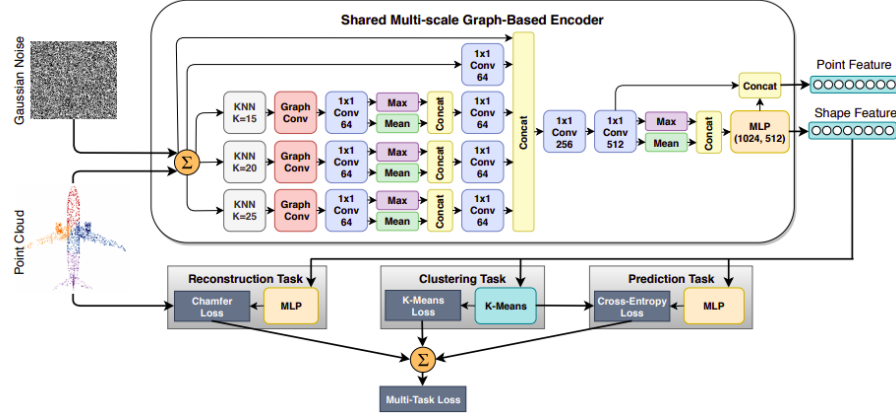 Shared Multi-scale Graph-Based Encoder
Gaussian Noise
Point Cloud
Σ
1x1
Conv
64
KNN
K=15
Graph
Conv
1x1
Conv
64
Max
Mean
Concat
1x1
Conv
64
KNN
K=20
Graph
Conv
1x1
Conv
64
Max
Mean
Concat
1x1
Conv
64
KNN
K=25
Graph
Conv
1x1
Conv
64
Max
Mean
Concat
1x1
Conv
64
Concat
1x1
Conv
256
1x1
Conv
512
Max
Mean
Concat
Concat
MLP
(1024, 512)
Point Feature
Shape Feature
Reconstruction Task
Chamfer
Loss
MLP
Clustering Task
K-Means
Loss
K-Means
Prediction Task
Cross-Entropy
Loss
MLP
Σ
Multi-Task Loss